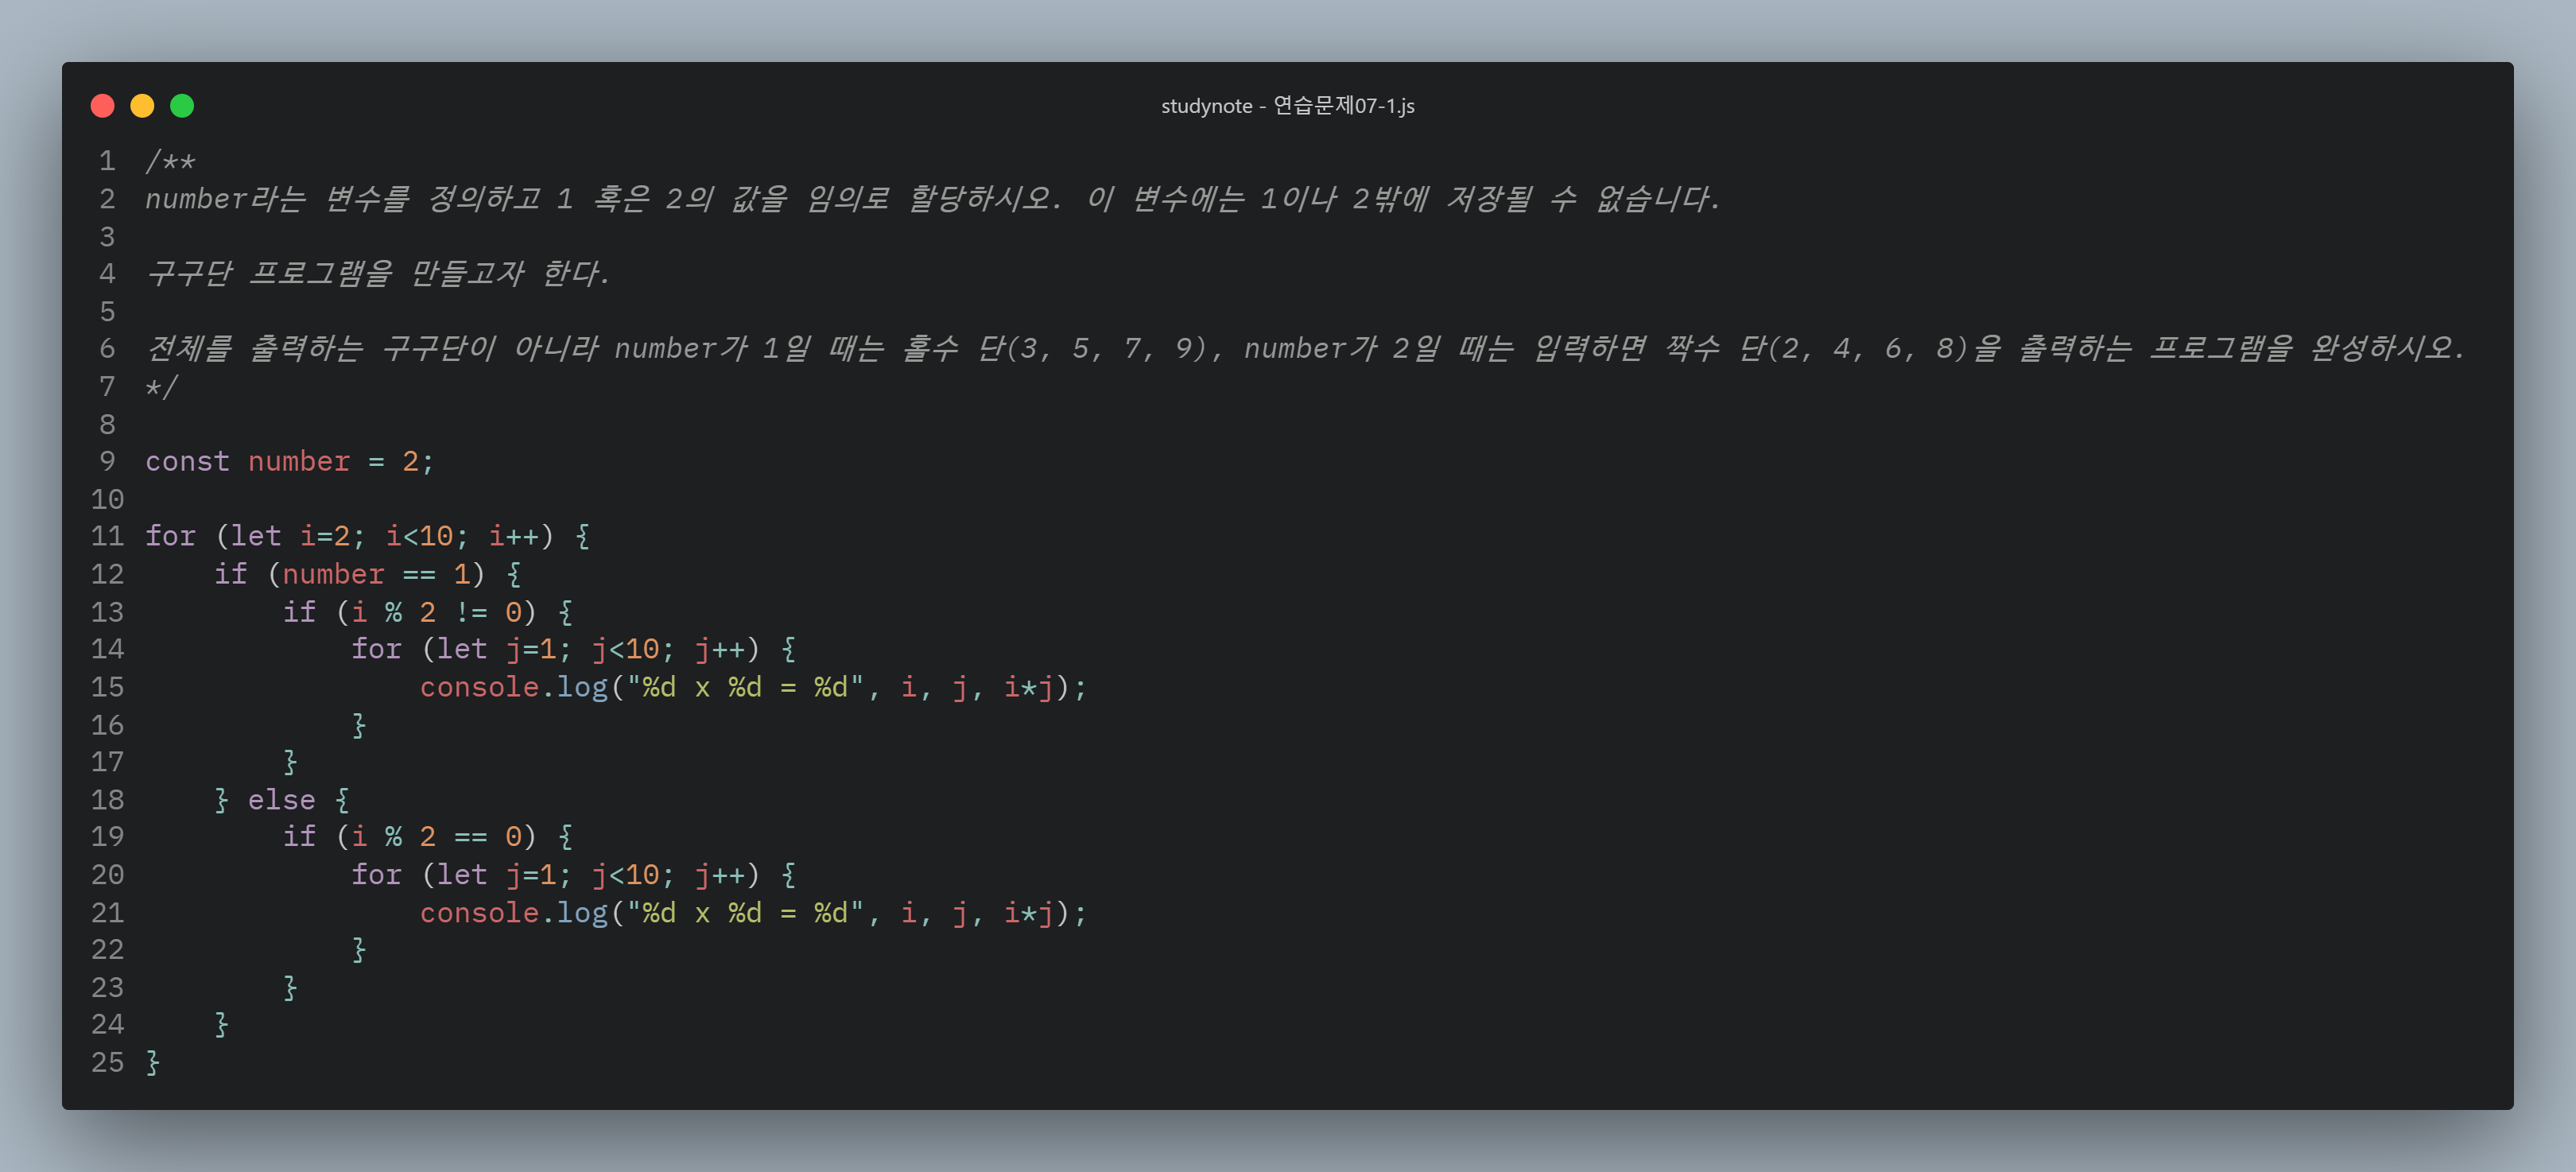 studynote - 연습문제07-1.js
1 /**
2 number라는 변수를 정의하고 1 혹은 2의 값을 임의로 할당하시오. 이 변수에는 1이나 2밖에 저장될 수 없습니다.
3
4 구구단 프로그램을 만들고자 한다.
5
6 전체를 출력하는 구구단이 아니라 number가 1일 때는 홀수 단(3, 5, 7, 9), number가 2일 때는 입력하면 짝수 단(2, 4, 6, 8)을 출력하는 프로그램을 완성하시오.
7 */
8
9 const number = 2;
10
11 for (let i=2; i<10; i++) {
12     if (number == 1) {
13         if (i % 2 != 0) {
14             for (let j=1; j<10; j++) {
15                 console.log("%d x %d = %d", i, j, i*j);
16             }
17         }
18     } else {
19         if (i % 2 == 0) {
20             for (let j=1; j<10; j++) {
21                 console.log("%d x %d = %d", i, j, i*j);
22             }
23         }
24     }
25 }